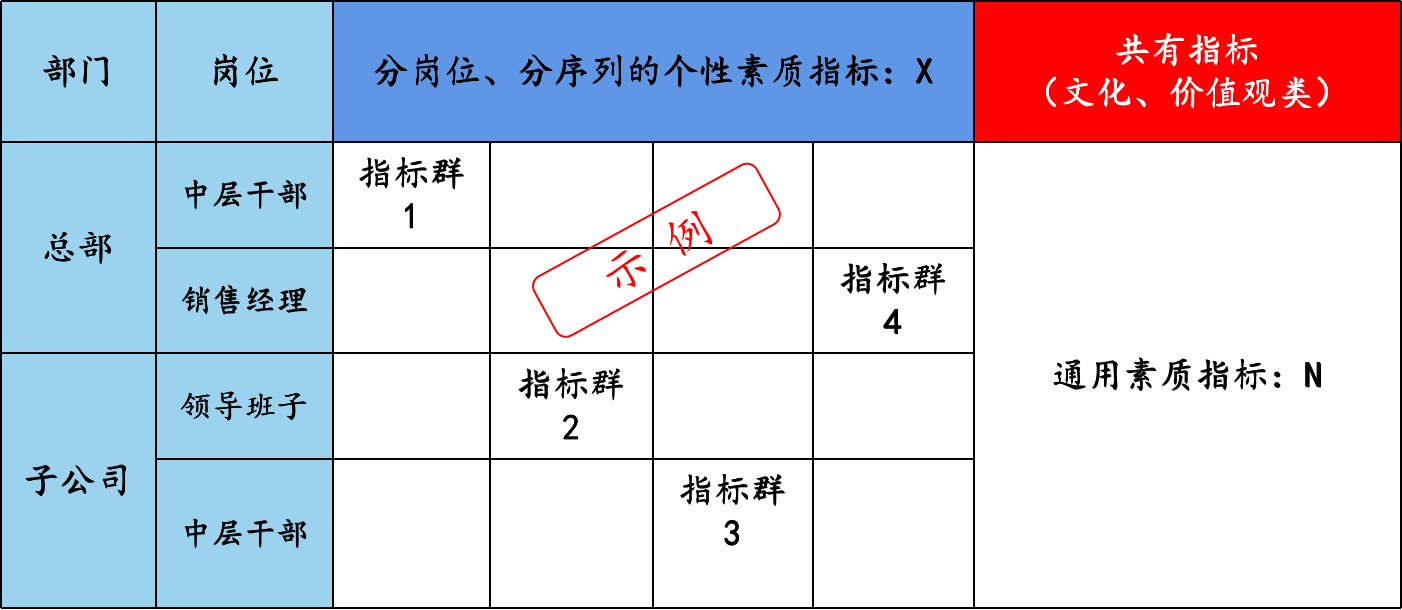 部门
岗位
分岗位、分序列的个性素质指标：X
共有指标
（文化、价值观类）
总部
中层干部
指标群
1
示例
销售经理
指标群
4
通用素质指标：N
子公司
领导班子
指标群
2
中层干部
指标群
3